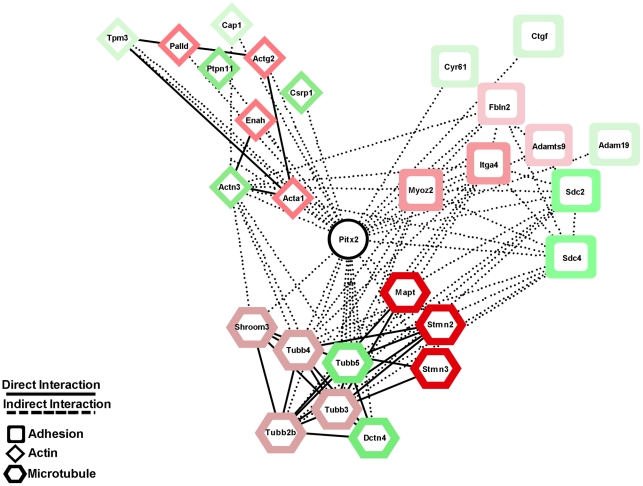 Cap1
Tpm3
Palld
Ctgf
Actg2
Ptpn11
Cyr61
Csrp1
Fbln2
Enah
Adamts9
Adam19
Itga4
Actn3
Acta1
Myoz2
Sdc2
Pitx2
Sdc4
Mapt
Shroom3
Stmn2
Tubb4
Tubb5
Stmn3
Direct Interaction
Indirect Interaction
Tubb3
Adhesion
Tubb2b
Dctn4
Actin
Microtubule